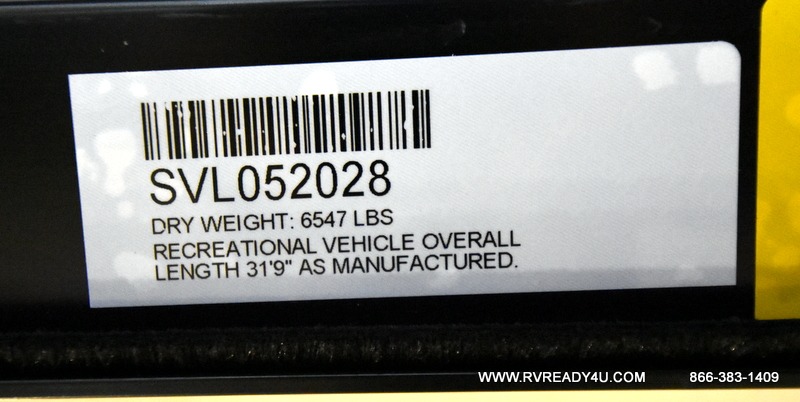 SVL052028
DRY WEIGHT: 6547 LBS
RECREATIONAL VEHICLE OVERALL
LENGTH 31'9" AS MANUFACTURED.
WWW.RVREADY4U.COM 866-383-1409